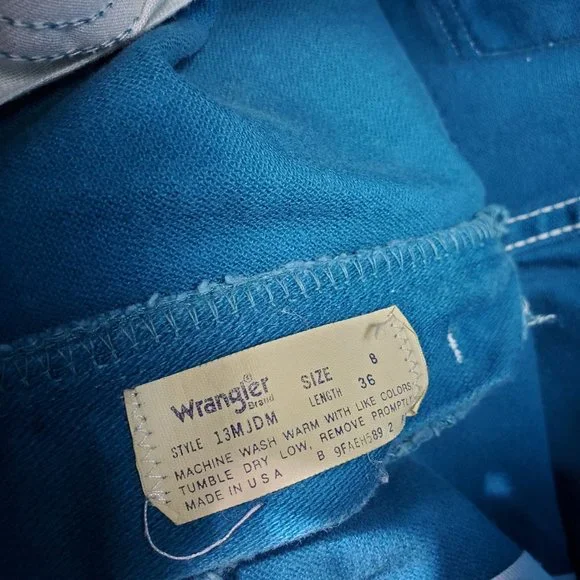 Wrangler®
Brand
SIZE 8
LENGTH 36
STYLE 13MJDM
MACHINE WASH WARM WITH LIKE COLORS,
TUMBLE DRY LOW, REMOVE PROMPTLY
MADE IN U S A 8 9FAEH589 2